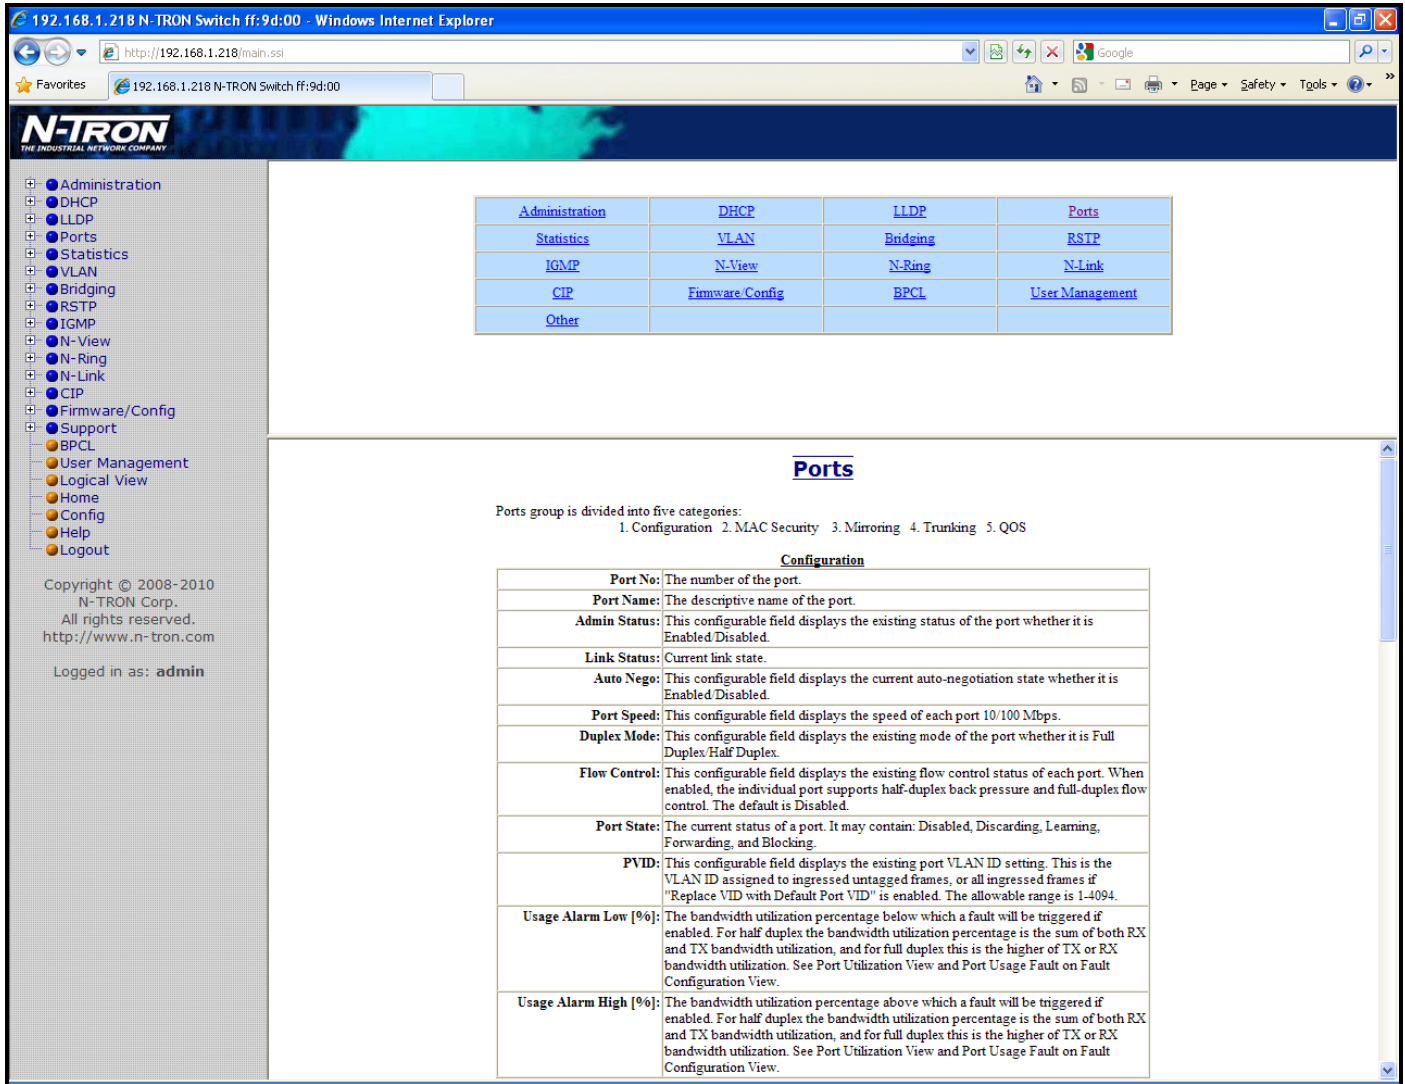 192.168.1.218 N-TRON Switch ff:9d:00 - Windows Internet Explorer
http://192.168.1.218/main.ssi
Google
Favorites
192.168.1.218 N-TRON Switch ff:9d:00
Page
Safety
Tools
N-TRON
THE INDUSTRIAL NETWORK COMPANY
Administration
DHCP
LLDP
Ports
Statistics
VLAN
Bridging
RSTP
IGMP
N-View
N-Ring
N-Link
CIP
Firmware/Config
Support
BPCL
User Management
Logical View
Home
Config
Help
Logout
Copyright © 2008-2010
N-TRON Corp.
All rights reserved.
http://www.n-tron.com
Logged in as: admin
Administration DHCP LLDP Ports
Statistics VLAN Bridging RSTP
IGMP N-View N-Ring N-Link
CIP Firmware/Config BPCL User Management
Other
Ports
Ports group is divided into five categories:
1. Configuration 2. MAC Security 3. Mirroring 4. Trunking 5. QOS
Configuration
Port No: The number of the port.
Port Name: The descriptive name of the port.
Admin Status: This configurable field displays the existing status of the port whether it is
Enabled/Disabled.
Link Status: Current link state.
Auto Nego: This configurable field displays the current auto-negotiation state whether it is
Enabled/Disabled.
Port Speed: This configurable field displays the speed of each port 10/100 Mbps.
Duplex Mode: This configurable field displays the existing mode of the port whether it is Full
Duplex/Half Duplex.
Flow Control: This configurable field displays the existing flow control status of each port. When
enabled, the individual port supports half-duplex back pressure and full-duplex flow
control. The default is Disabled.
Port State: The current status of a port. It may contain: Disabled, Discarding, Learning,
Forwarding, and Blocking.
PVID: This configurable field displays the existing port VLAN ID setting. This is the
VLAN ID assigned to ingressed untagged frames, or all ingressed frames if
"Replace VID with Default Port VID" is enabled. The allowable range is 1-4094.
Usage Alarm Low [%]: The bandwidth utilization percentage below which a fault will be triggered if
enabled. For half duplex the bandwidth utilization percentage is the sum of both RX
and TX bandwidth utilization, and for full duplex this is the higher of TX or RX
bandwidth utilization. See Port Utilization View and Port Usage Fault on Fault
Configuration View.
Usage Alarm High [%]: The bandwidth utilization percentage above which a fault will be triggered if
enabled. For half duplex the bandwidth utilization percentage is the sum of both RX
and TX bandwidth utilization, and for full duplex this is the higher of TX or RX
bandwidth utilization. See Port Utilization View and Port Usage Fault on Fault
Configuration View.